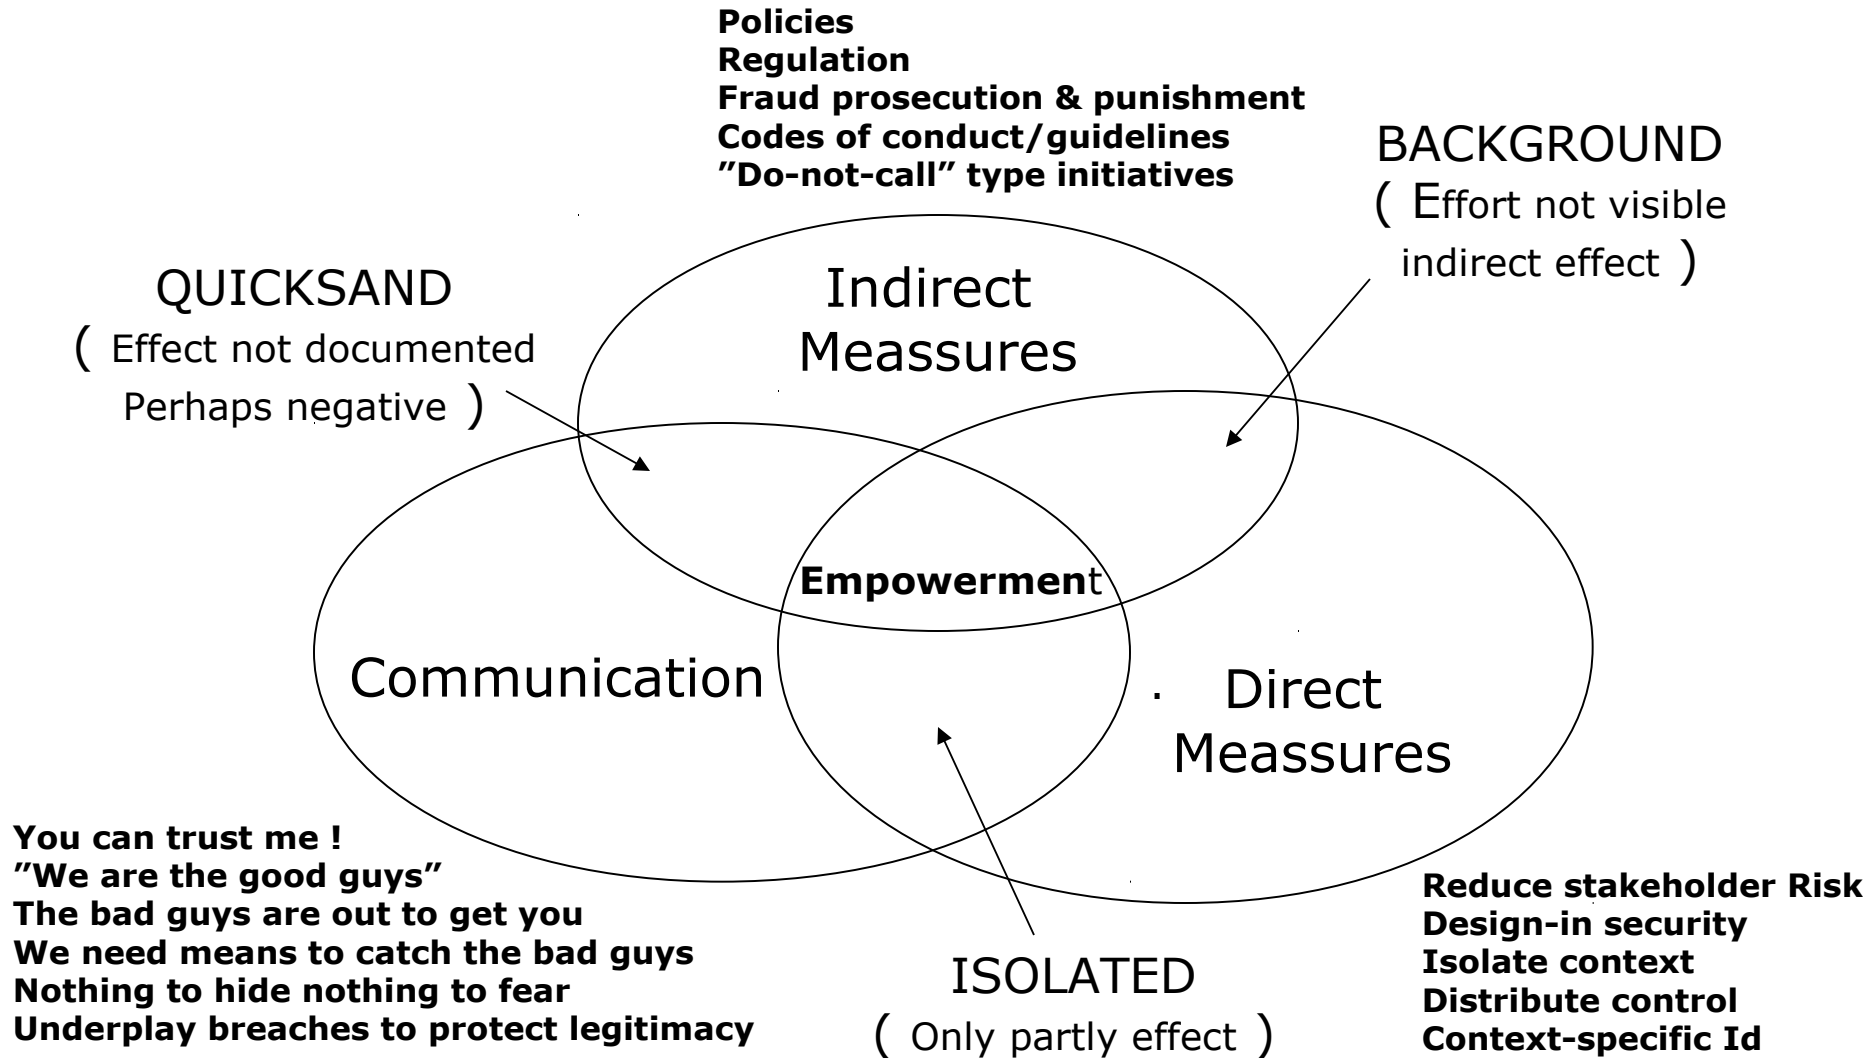 Policies
Regulation
Fraud prosecution & punishment
Codes of conduct/guidelines
”Do-not-call” type initiatives
BACKGROUND
( Effort not visible
indirect effect )
QUICKSAND
( Effect not documented
Perhaps negative )
Indirect
Meassures
Empowerment
Communication
Direct
Meassures
You can trust me !
”We are the good guys”
The bad guys are out to get you
We need means to catch the bad guys
Nothing to hide nothing to fear
Underplay breaches to protect legitimacy
ISOLATED
( Only partly effect )
Reduce stakeholder Risk
Design-in security
Isolate context
Distribute control
Context-specific Id